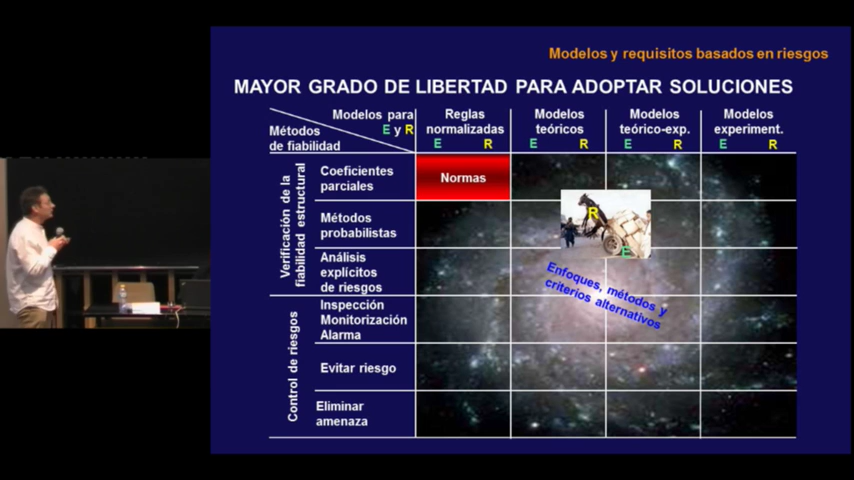 Modelos y requisitos basados en riesgos
MAYOR GRADO DE LIBERTAD PARA ADOPTAR SOLUCIONES
Modelos para
E y R
Métodos
de fiabilidad
Reglas
normalizadas
E R
Modelos
teóricos
E R
Modelos
teórico-exp.
E R
Modelos
experiment.
E R
Verificación de la
fiabilidad estructural
Coeficientes
parciales
Normas
Métodos
probabilistas
R
E
Análisis
explícitos
de riesgos
Enfoques, métodos y
criterios alternativos
Control de riesgos
Inspección
Monitorización
Alarma
Evitar riesgo
Eliminar
amenaza